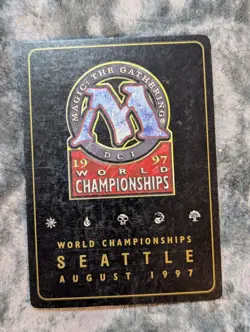 MAGIC: THE GATHERING®
M
DCI
1997
WORLD
CHAMPIONSHIPS
WORLD CHAMPIONSHIPS
SEATTLE
AUGUST 1997